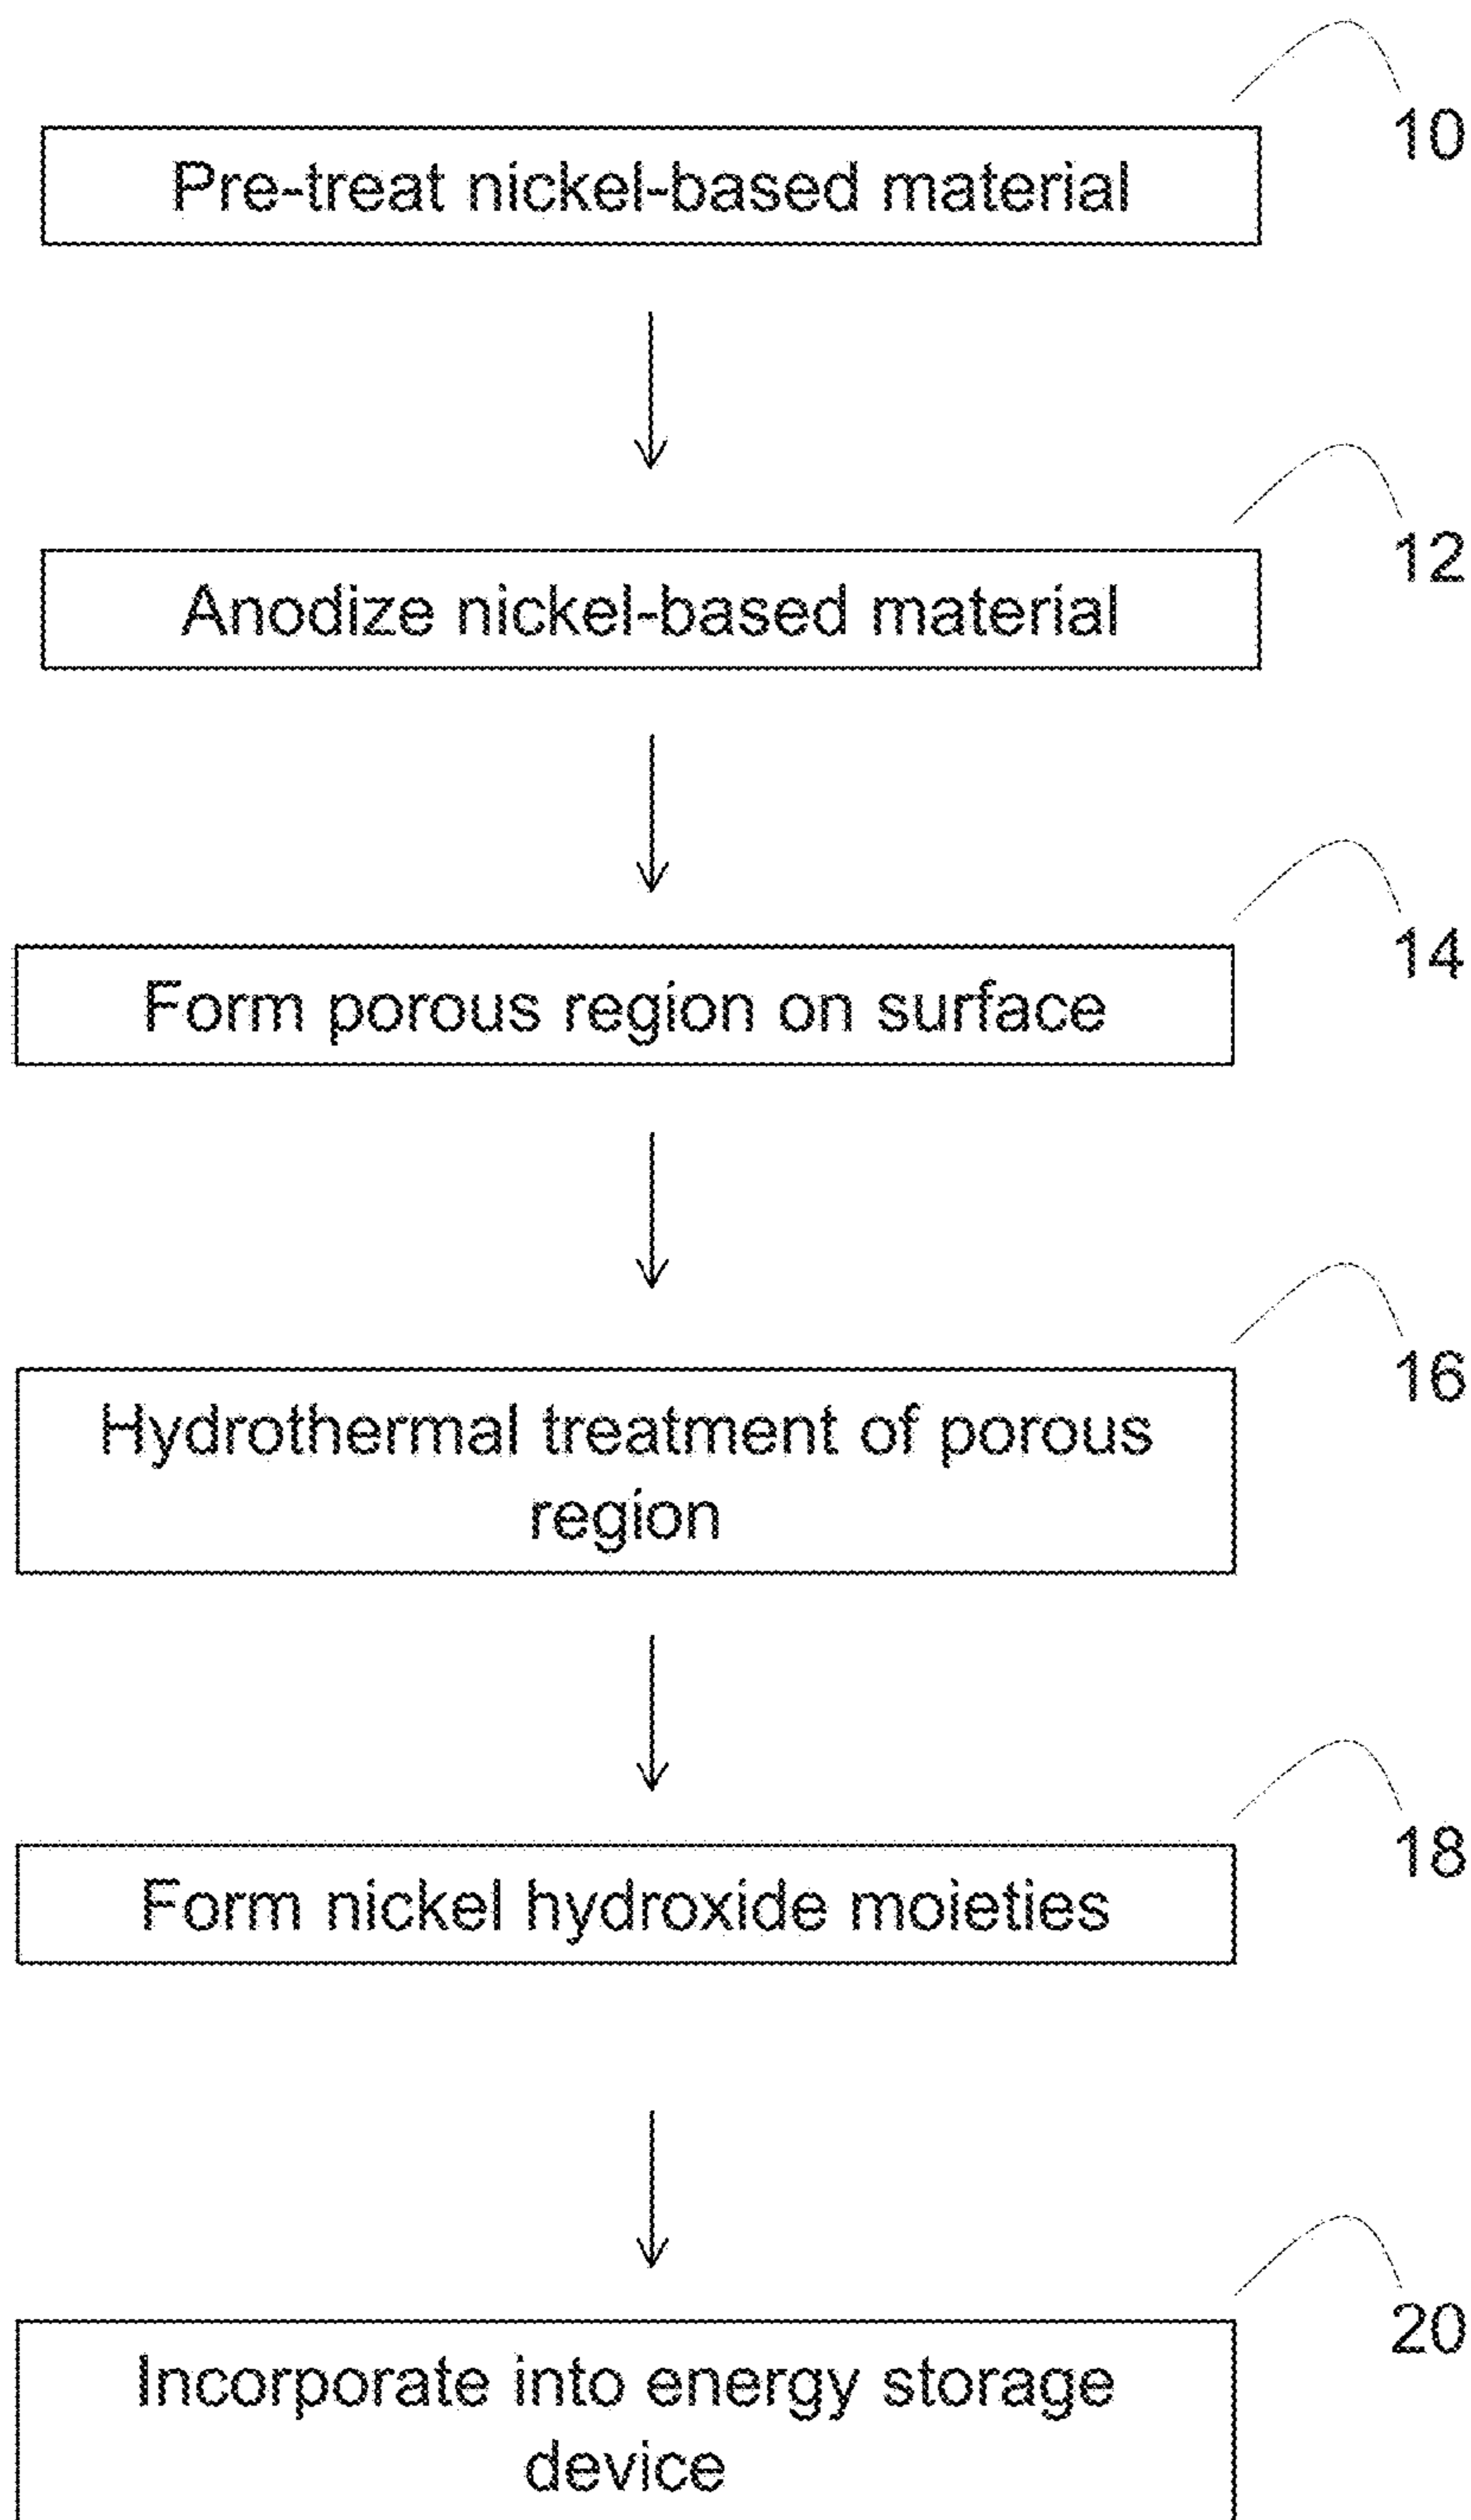 10
Pre-treat nickel-based material
12
Anodize nickel-based material
14
Form porous region on surface
16
Hydrothermal treatment of porous
region
18
Form nickel hydroxide moieties
20
Incorporate into energy storage
device